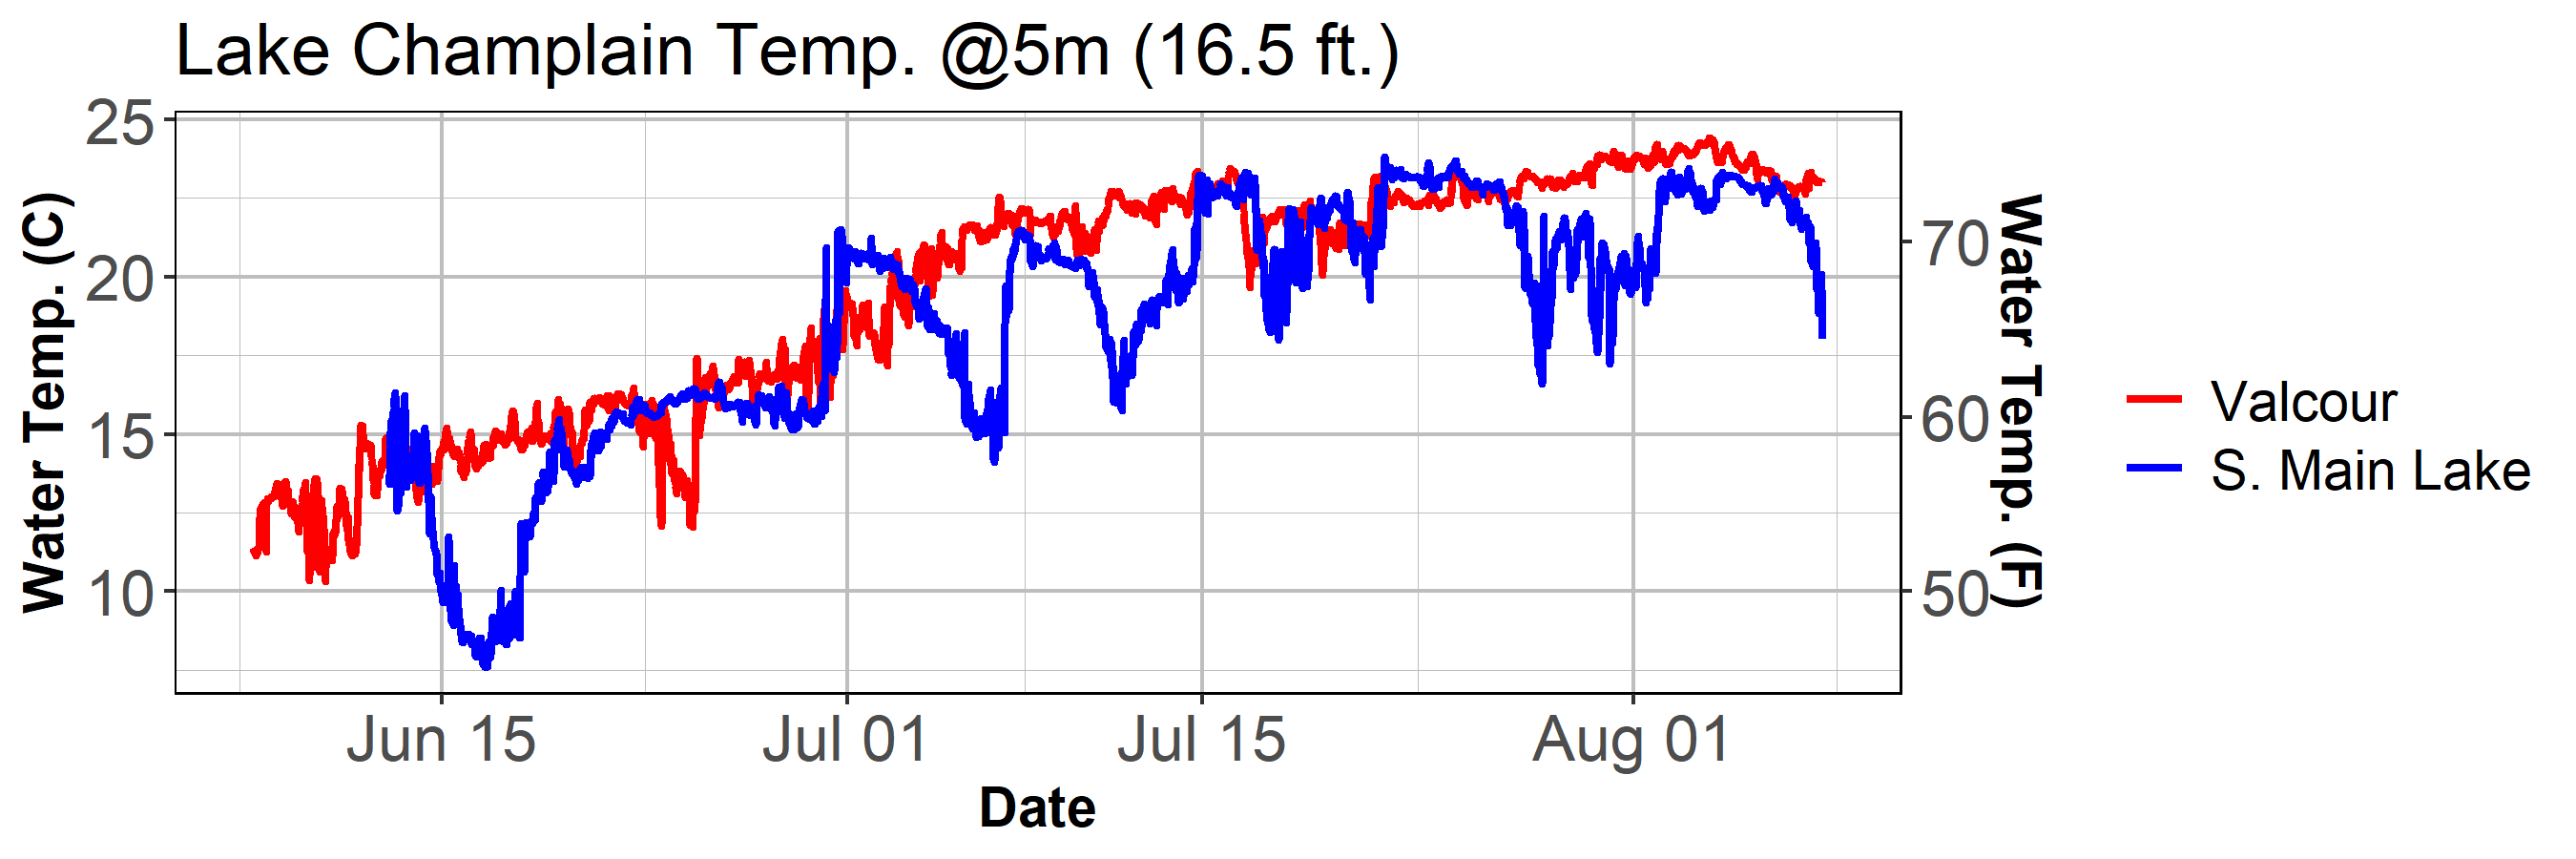 Lake Champlain Temp. @5m (16.5 ft.)
Water Temp. (C)
25
20
15
10
70
60
50
Water Temp. (F)
Jun 15
Jul 01
Jul 15
Aug 01
Date
Valcour
S. Main Lake